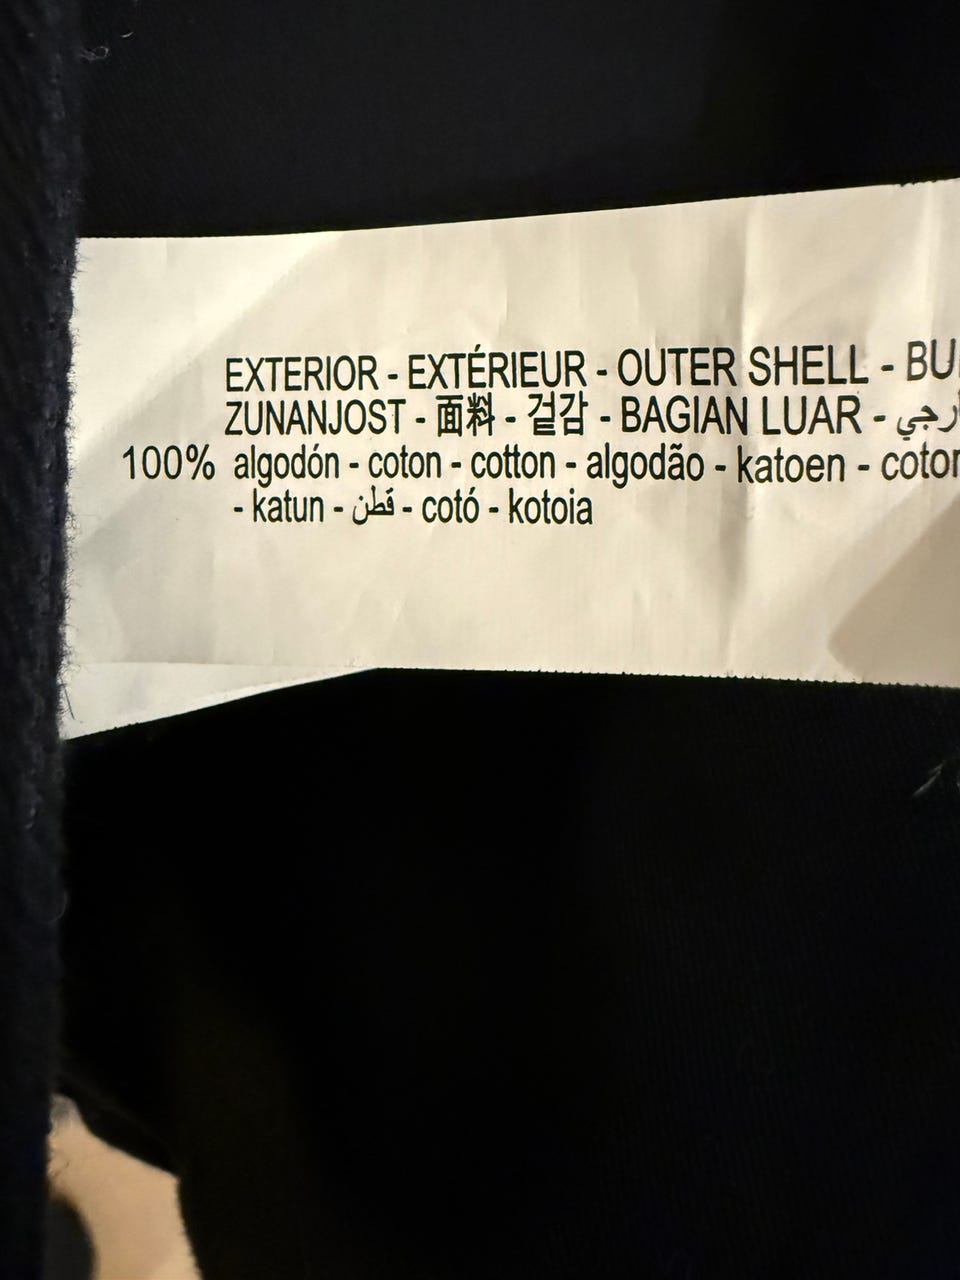 EXTERIOR - EXTÉRIEUR - OUTER SHELL -
ZUNANJOST - 面料 - 겉감 - BAGIAN LUAR -
100% algodón - coton - cotton - algodão - katoen -
- katun - قطن - cotó - kotoia